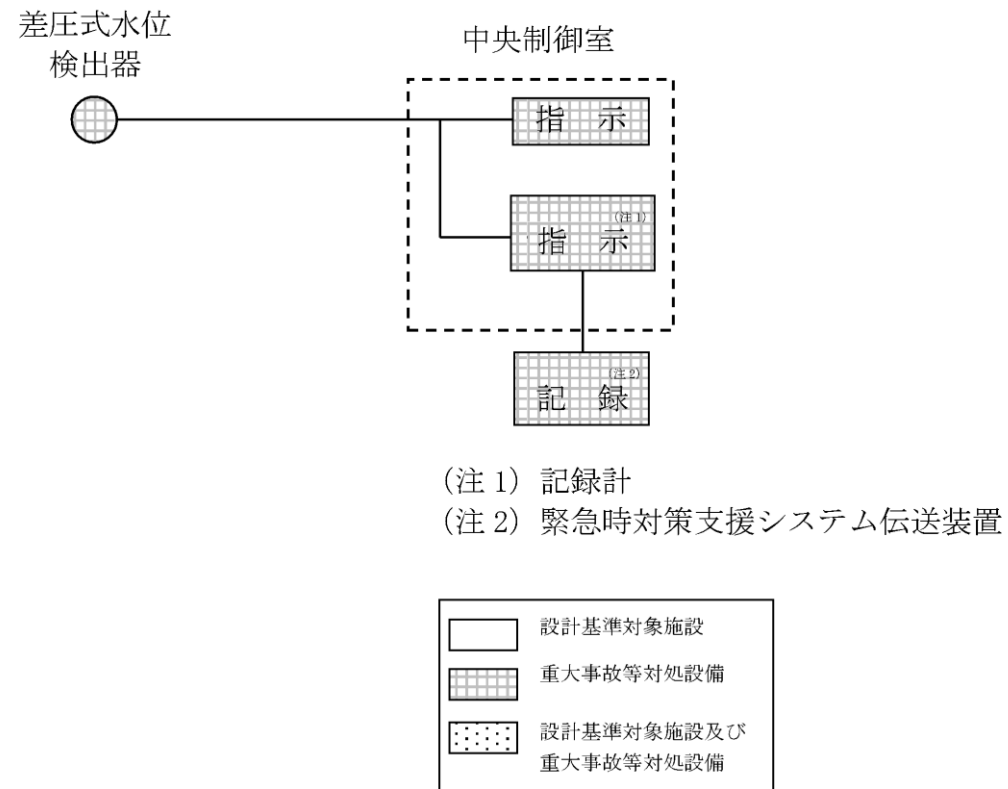 差圧式水位
検出器
中央制御室
指 示
指 示(注1)
記 録(注2)
(注 1) 記録計
(注 2) 緊急時対策支援システム伝送装置
設計基準対象施設
重大事故等対処設備
設計基準対象施設及び
重大事故等対処設備